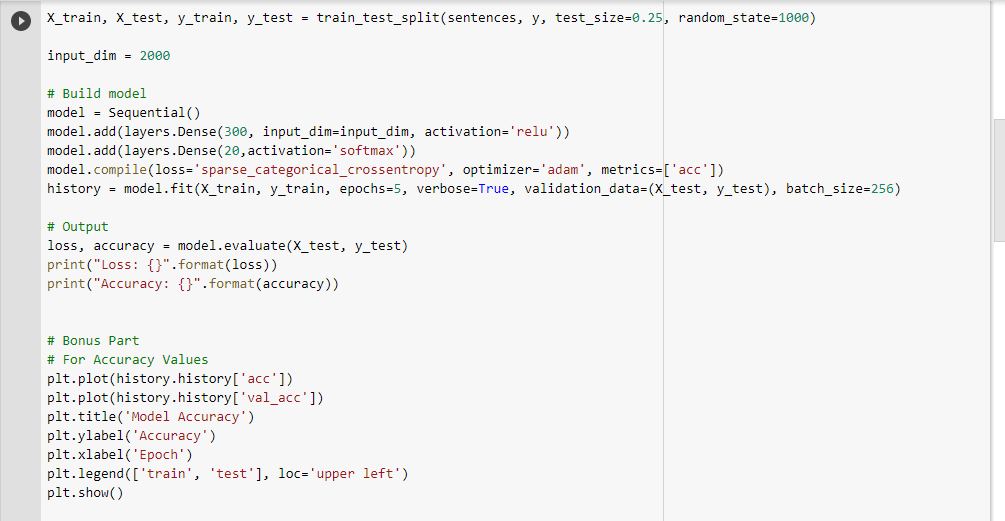 X_train, X_test, y_train, y_test = train_test_split(sentences, y, test_size=0.25, random_state=1000)
input_dim = 2000
# Build model
model = Sequential()
model.add(layers.Dense(300, input_dim=input_dim, activation='relu'))
model.add(layers.Dense(20,activation='softmax'))
model.compile(loss='sparse_categorical_crossentropy', optimizer='adam', metrics=['acc'])
history = model.fit(X_train, y_train, epochs=5, verbose=True, validation_data=(X_test, y_test), batch_size=256)
# Output
loss, accuracy = model.evaluate(X_test, y_test)
print("Loss: {}".format(loss))
print("Accuracy: {}".format(accuracy))
# Bonus Part
# For Accuracy Values
plt.plot(history.history['acc'])
plt.plot(history.history['val_acc'])
plt.title('Model Accuracy')
plt.ylabel('Accuracy')
plt.xlabel('Epoch')
plt.legend(['train', 'test'], loc='upper left')
plt.show()